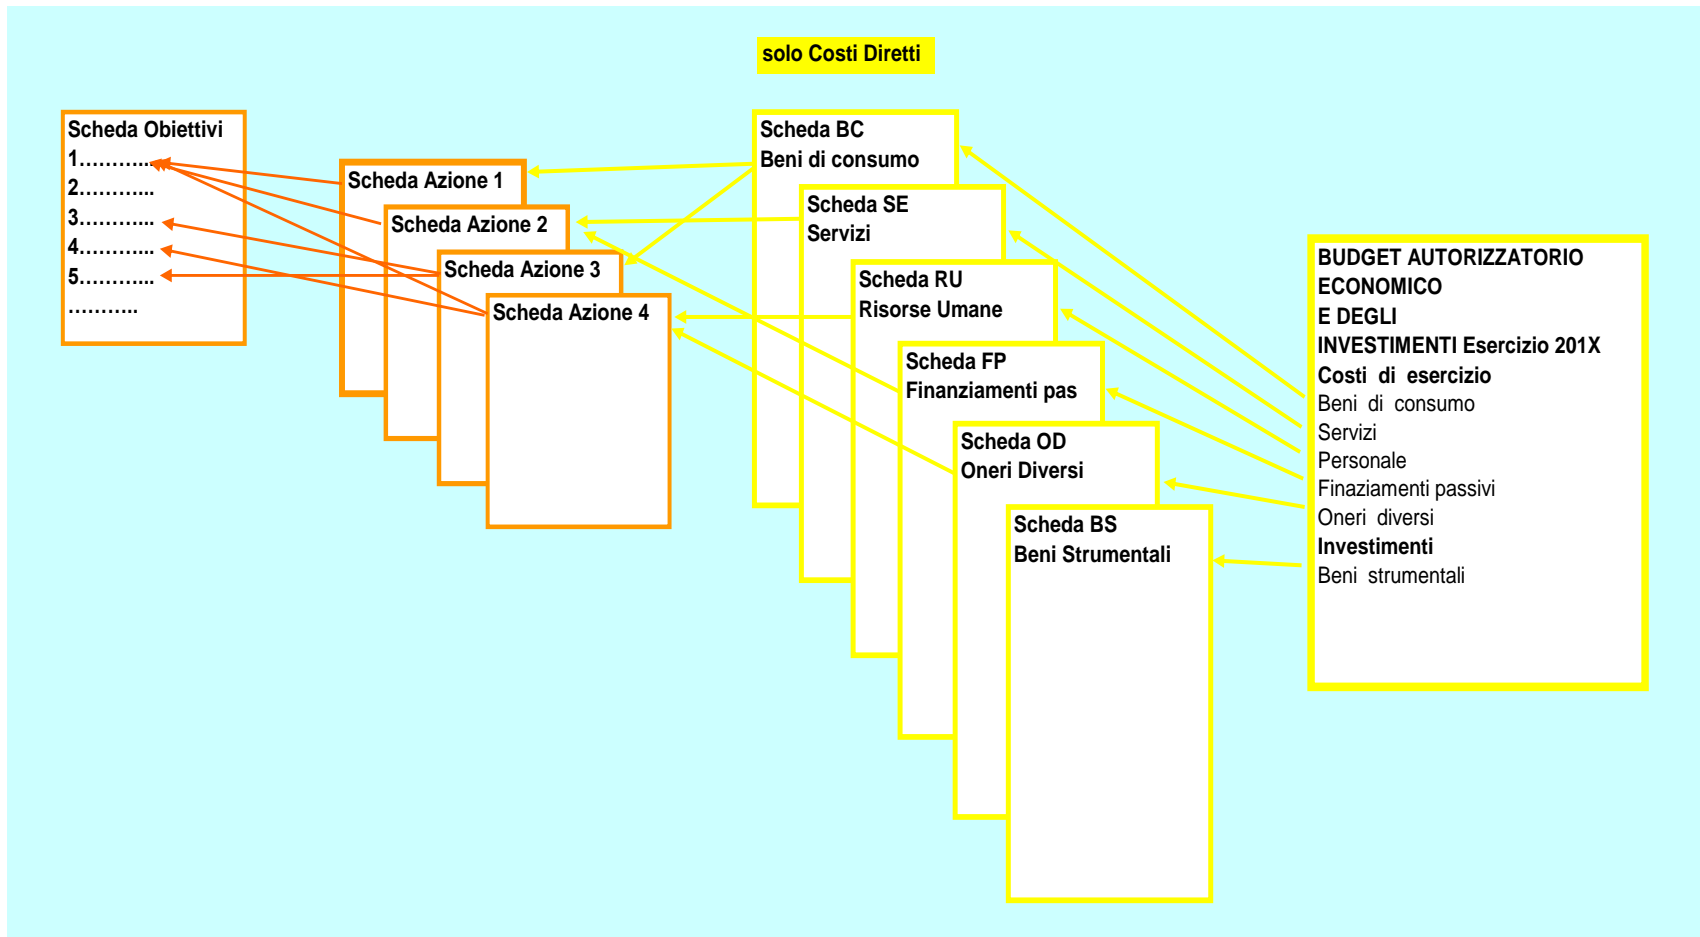 solo Costi Diretti
Scheda Obiettivi
1………...
2………...
3………...
4………...
5………...
………..
Scheda Azione 1
Scheda Azione 2
Scheda Azione 3
Scheda Azione 4
Scheda BC
Beni di consumo
Scheda SE
Servizi
Scheda RU
Risorse Umane
Scheda FP
Finanziamenti pas
Scheda OD
Oneri Diversi
Scheda BS
Beni Strumentali
BUDGET AUTORIZZATORIO
ECONOMICO
E DEGLI
INVESTIMENTI Esercizio 201X
Costi di esercizio
Beni di consumo
Servizi
Personale
Finaziamenti passivi
Oneri diversi
Investimenti
Beni strumentali